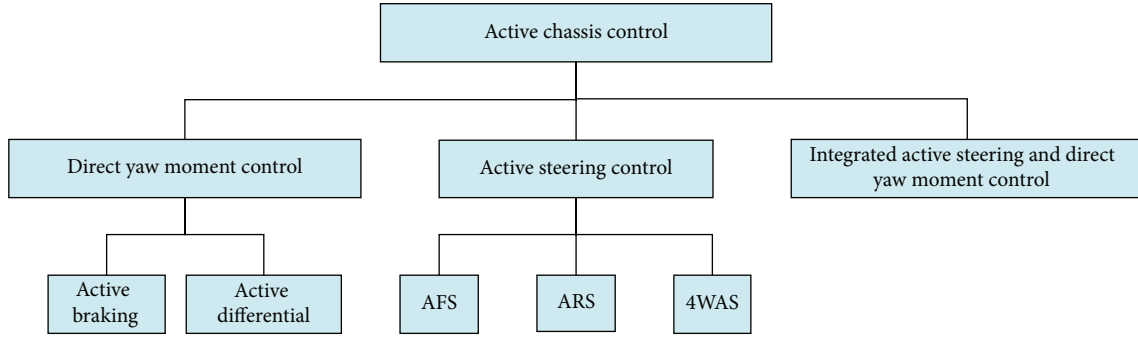 Active chassis control
Direct yaw moment control
Active steering control
Integrated active steering and direct
yaw moment control
Active
braking
Active
differential
AFS
ARS
4WAS